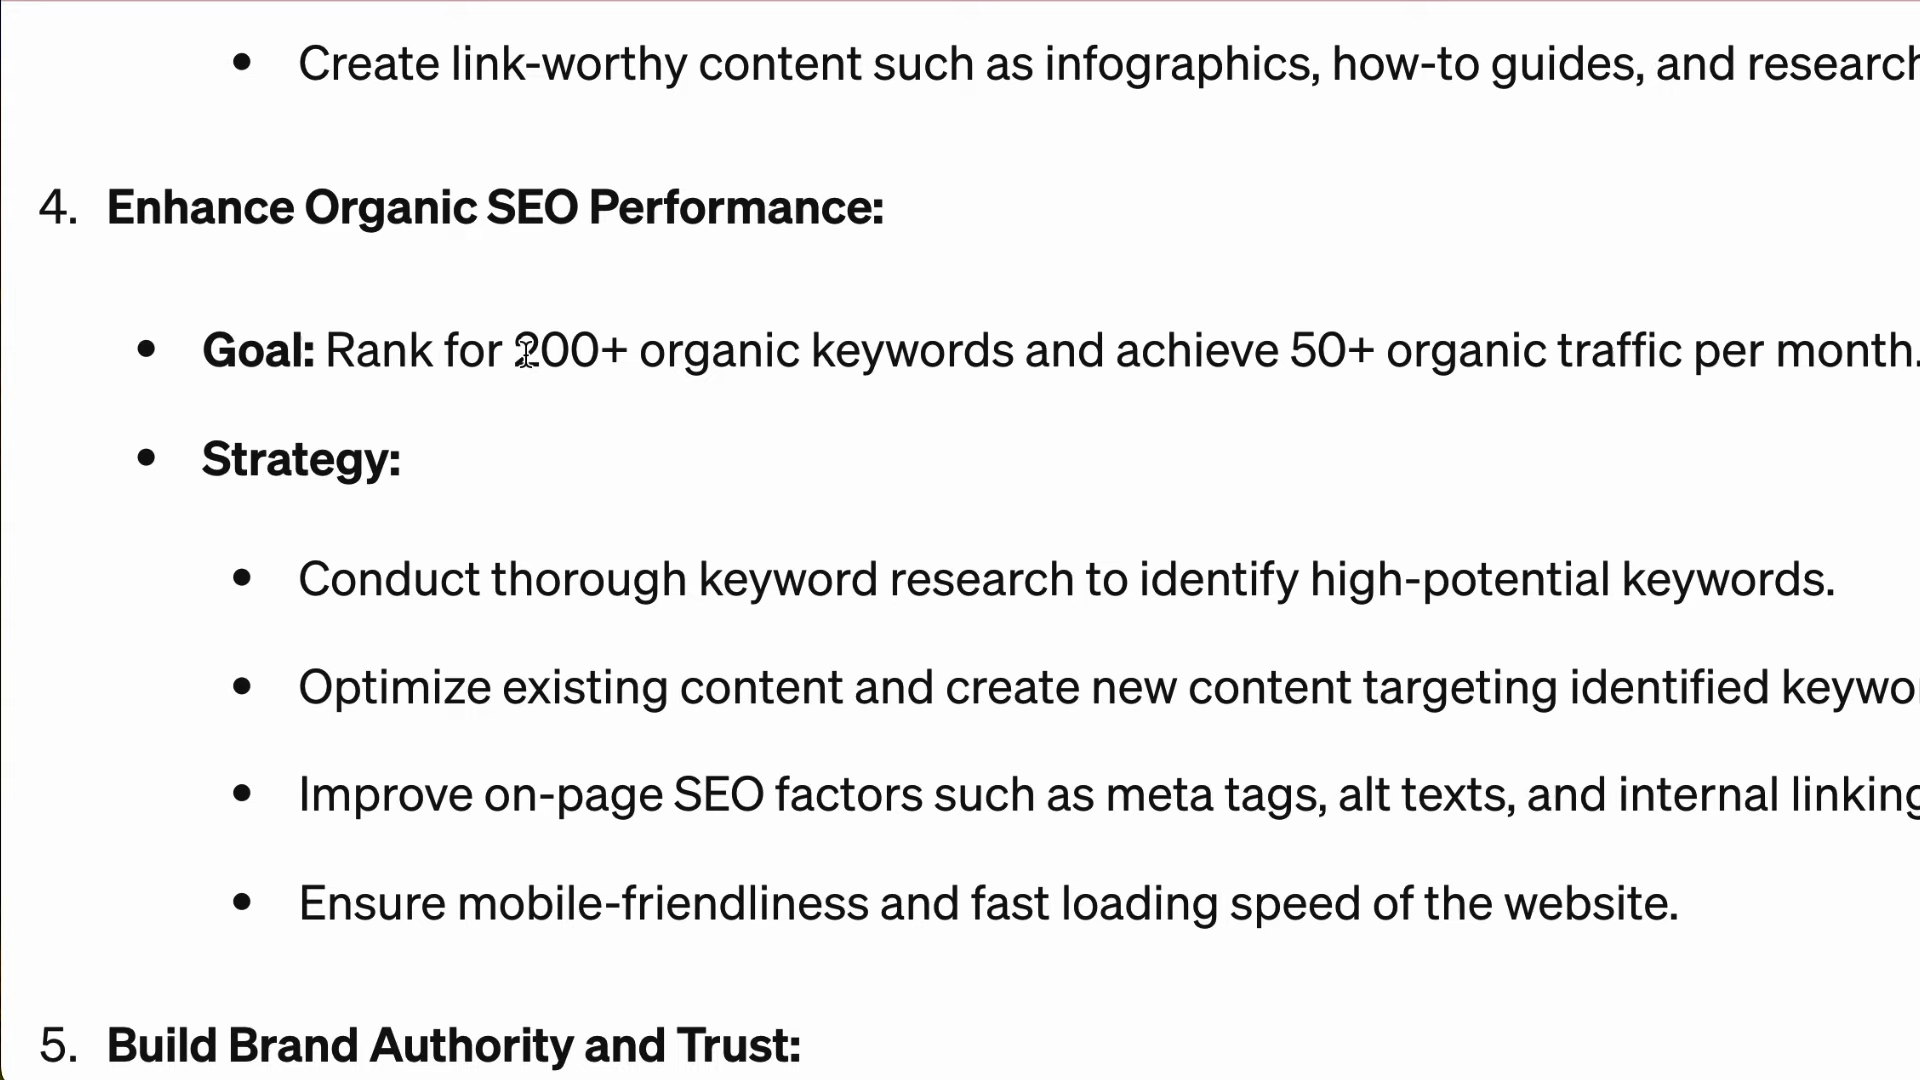 • Create link-worthy content such as infographics, how-to guides, and research
4. Enhance Organic SEO Performance:
• Goal: Rank for 200+ organic keywords and achieve 50+ organic traffic per month.
• Strategy:
• Conduct thorough keyword research to identify high-potential keywords.
• Optimize existing content and create new content targeting identified
• Improve on-page SEO factors such as meta tags, alt texts, and internal linking
• Ensure mobile-friendliness and fast loading speed of the website.
5. Build Brand Authority and Trust: